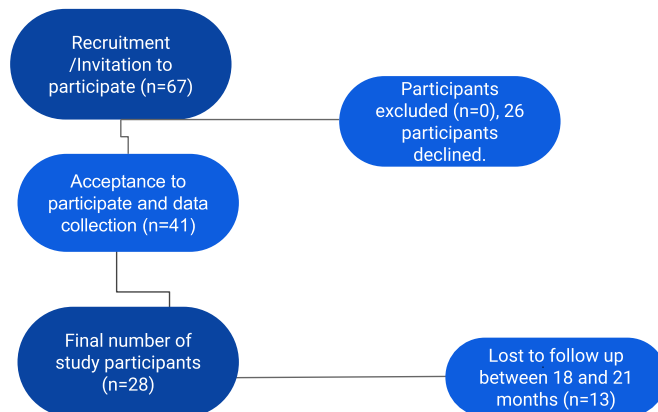 Recruitment
/Invitation to
participate (n=67)
Participants
excluded (n=0), 26
participants
declined.
Acceptance to
participate and data
collection (n=41)
Final number of
study participants
(n=28)
Lost to follow up
between 18 and 21
months (n=13)